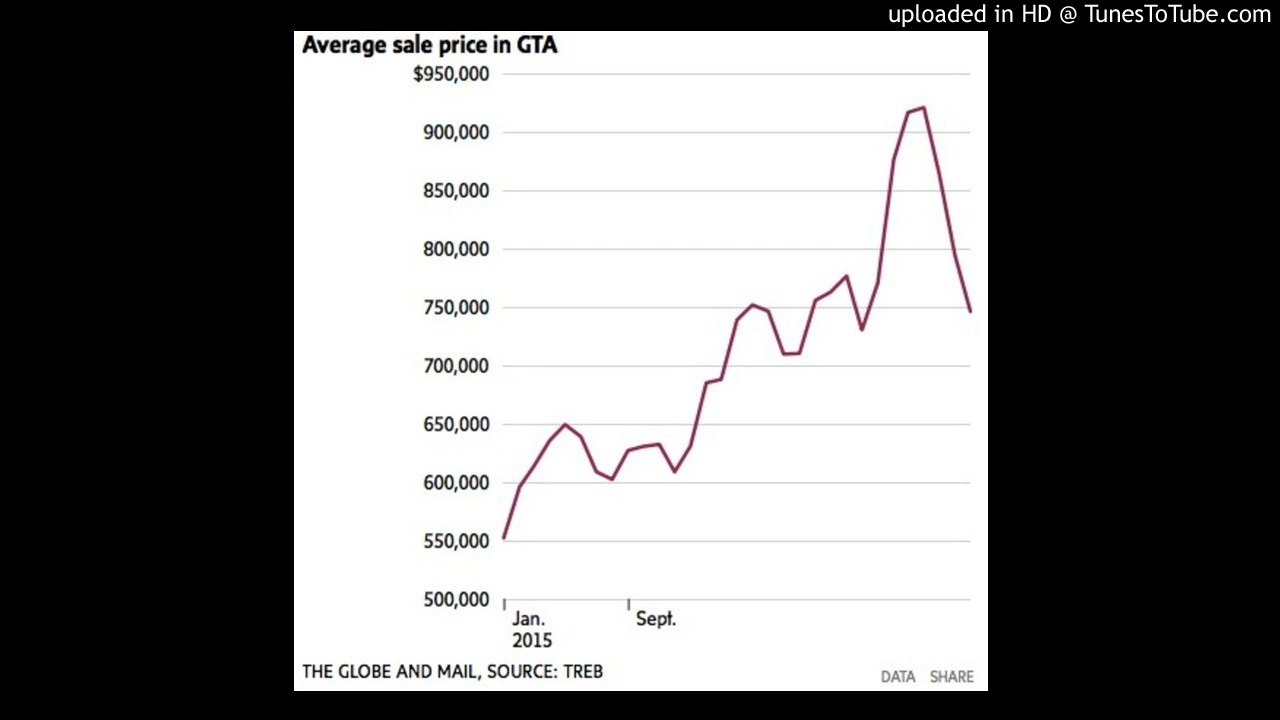 uploaded in HD @ TunesToTube.com
Average sale price in GTA
$950,000
900,000
850,000
800,000
750,000
700,000
650,000
600,000
550,000
500,000
Jan.
2015
Sept.
THE GLOBE AND MAIL, SOURCE: TREB
DATA SHARE